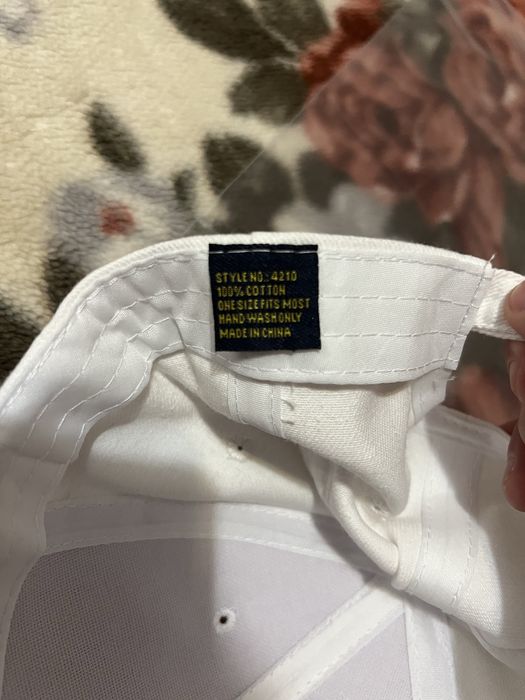 STYLE NO.: 4210
100% COTTON
ONE SIZE FITS MOST
HAND WASH ONLY
MADE IN CHINA